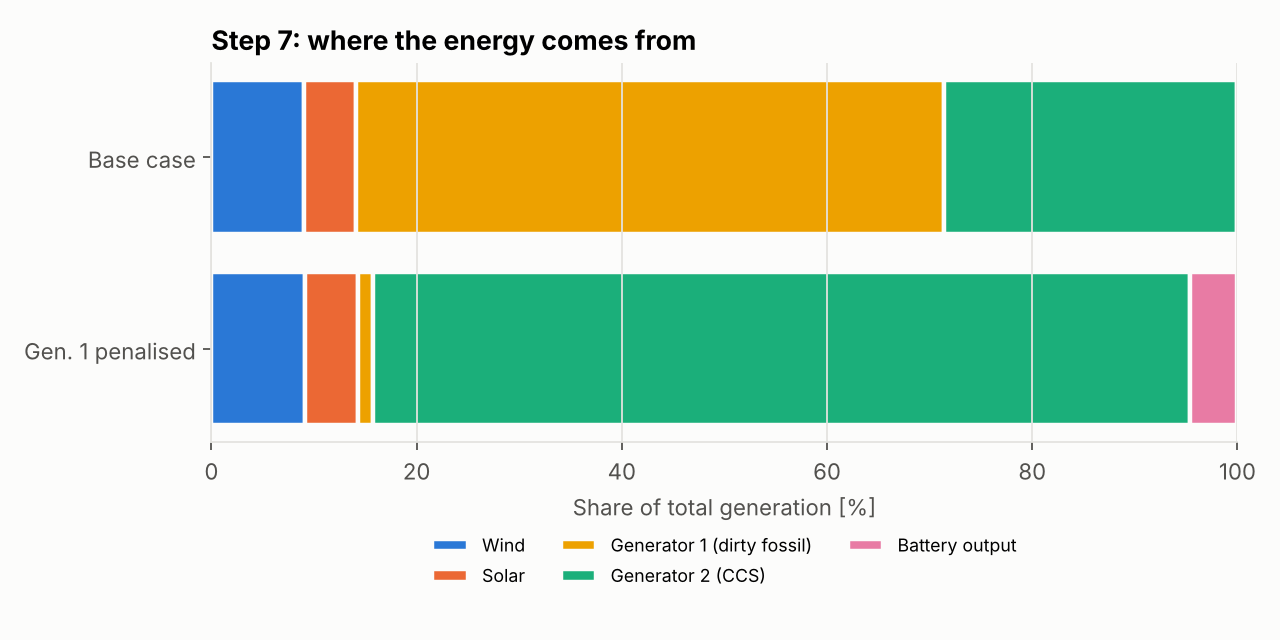 Step 7: where the energy comes from
Base case
Gen. 1 penalised
0 20 40 60 80 100
Share of total generation [%]
Wind Generator 1 (dirty fossil) Battery output
Solar Generator 2 (CCS)